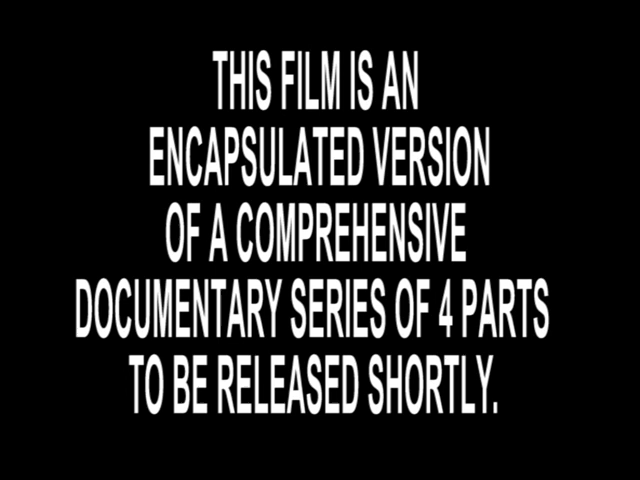 THIS FILM IS AN
ENCAPSULATED VERSION
OF A COMPREHENSIVE
DOCUMENTARY SERIES OF 4 PARTS
TO BE RELEASED SHORTLY.